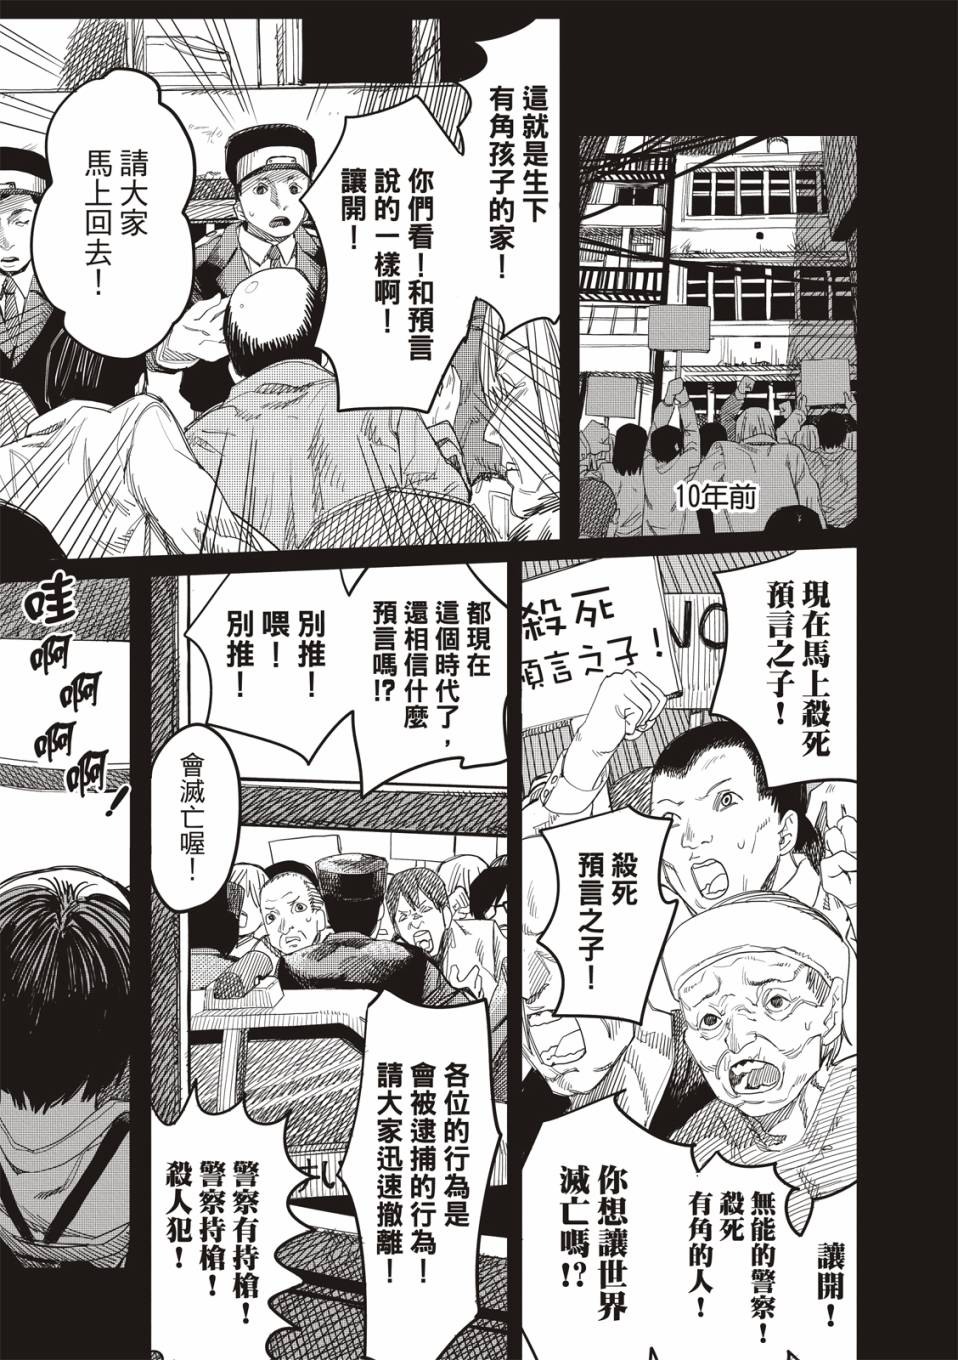 10年前
這就是生下
有角孩子的家！
你們看！和預言
說的一樣啊！
讓開！
請大家
馬上回去！
現在馬上殺死
預言之子！
殺死
預言之子！
NO
殺死
預言之子！
讓開！
無能的警察！
殺死
有角的人！
你想讓世界
滅亡嗎！？
都現在
這個時代了，
還相信什麼
預言嗎！？
別推！
喂！
別推！
會滅亡喔！
各位的行為是
會被逮捕的行為！
請大家迅速撤離！
警察有持槍！
警察持槍！
殺人犯！
哇
啊
啊
啊
啊！